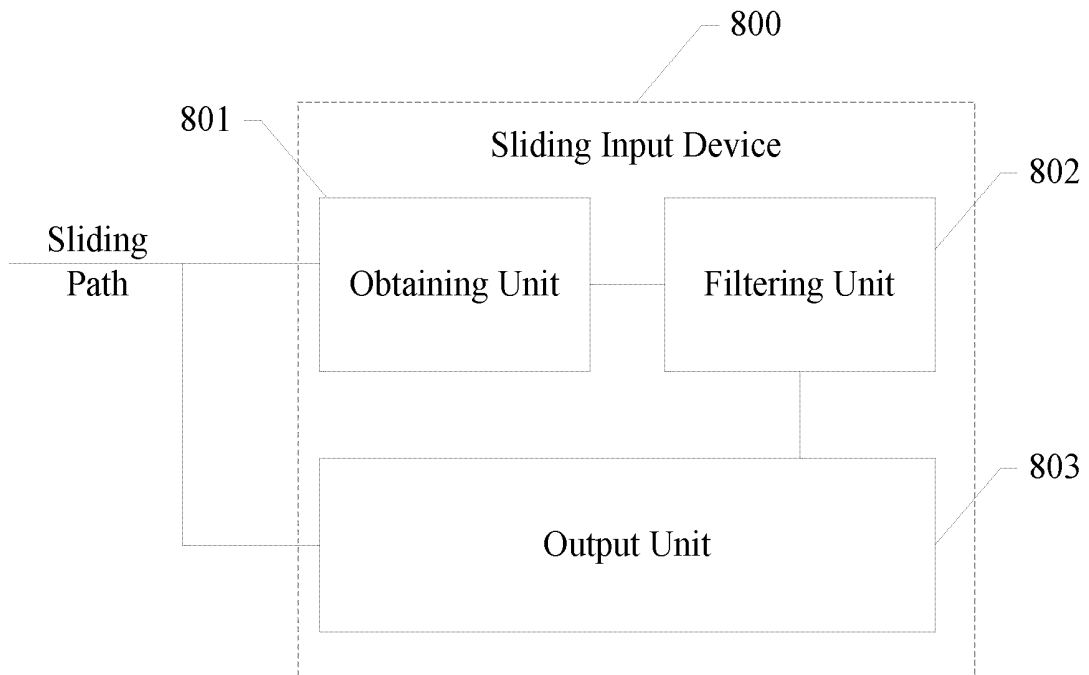 800
801
Sliding Input Device
802
Sliding
Path
Obtaining Unit
Filtering Unit
803
Output Unit